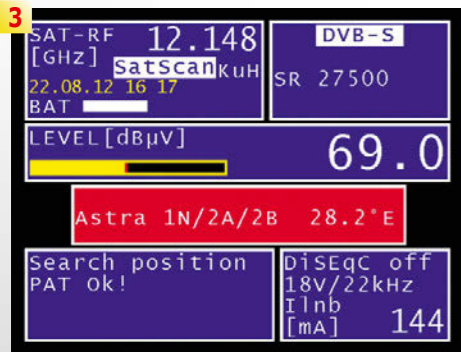 3
SAT-RF 12.148
[GHz] SatScan KuH
22.08.12 16 17
BAT
DVB-S
SR 27500
LEVEL[dBµV] 69.0
Astra 1N/2A/2B 28.2°E
Search position
PAT Ok!
DiSEqC off
18V/22kHz
Ilnb
[mA] 144